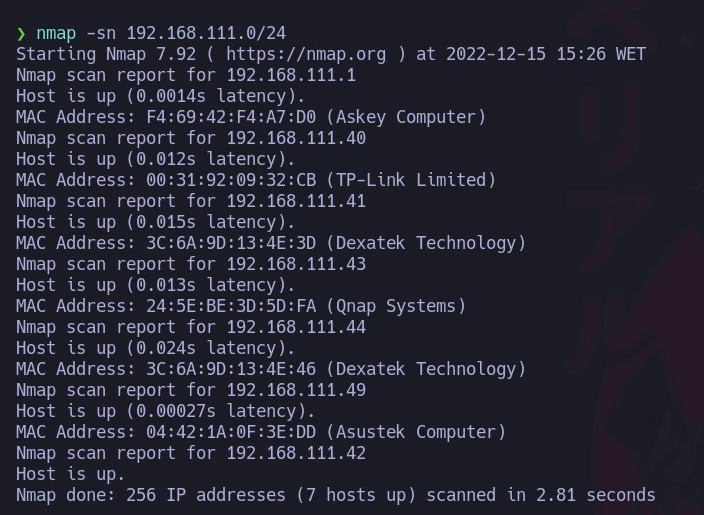 ❯ nmap -sn 192.168.111.0/24
Starting Nmap 7.92 ( https://nmap.org ) at 2022-12-15 15:26 WET
Nmap scan report for 192.168.111.1
Host is up (0.0014s latency).
MAC Address: F4:69:42:F4:A7:D0 (Askey Computer)
Nmap scan report for 192.168.111.40
Host is up (0.012s latency).
MAC Address: 00:31:92:09:32:CB (TP-Link Limited)
Nmap scan report for 192.168.111.41
Host is up (0.015s latency).
MAC Address: 3C:6A:9D:13:4E:3D (Dexatek Technology)
Nmap scan report for 192.168.111.43
Host is up (0.013s latency).
MAC Address: 24:5E:BE:3D:5D:FA (Qnap Systems)
Nmap scan report for 192.168.111.44
Host is up (0.024s latency).
MAC Address: 3C:6A:9D:13:4E:46 (Dexatek Technology)
Nmap scan report for 192.168.111.49
Host is up (0.00027s latency).
MAC Address: 04:42:1A:0F:3E:DD (Asustek Computer)
Nmap scan report for 192.168.111.42
Host is up.
Nmap done: 256 IP addresses (7 hosts up) scanned in 2.81 seconds